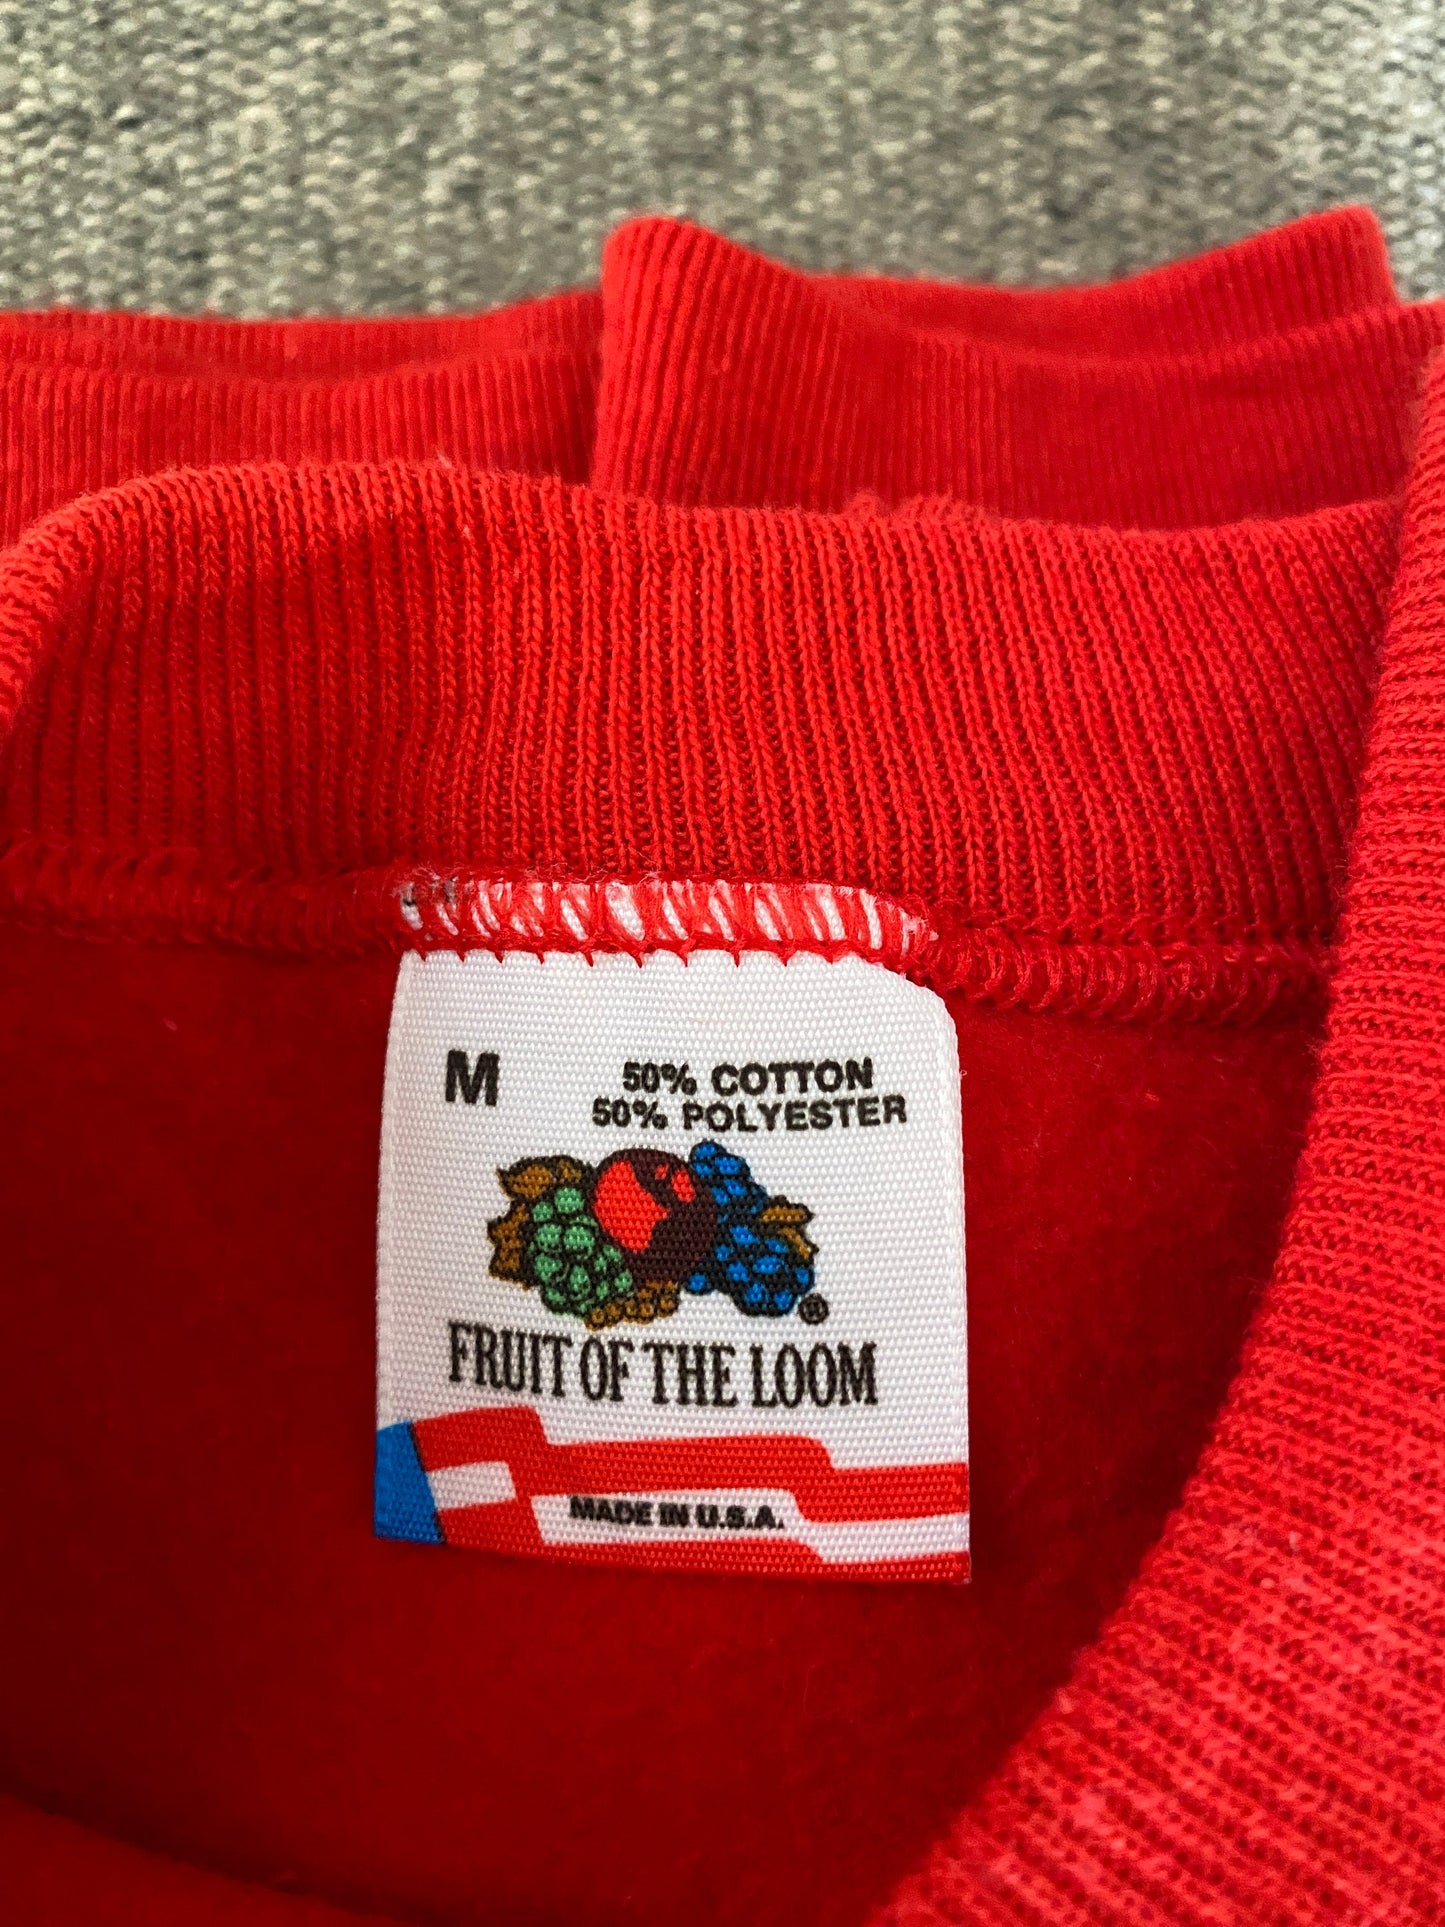 M
50% COTTON
50% POLYESTER
®
FRUIT OF THE LOOM
MADE IN U.S.A.